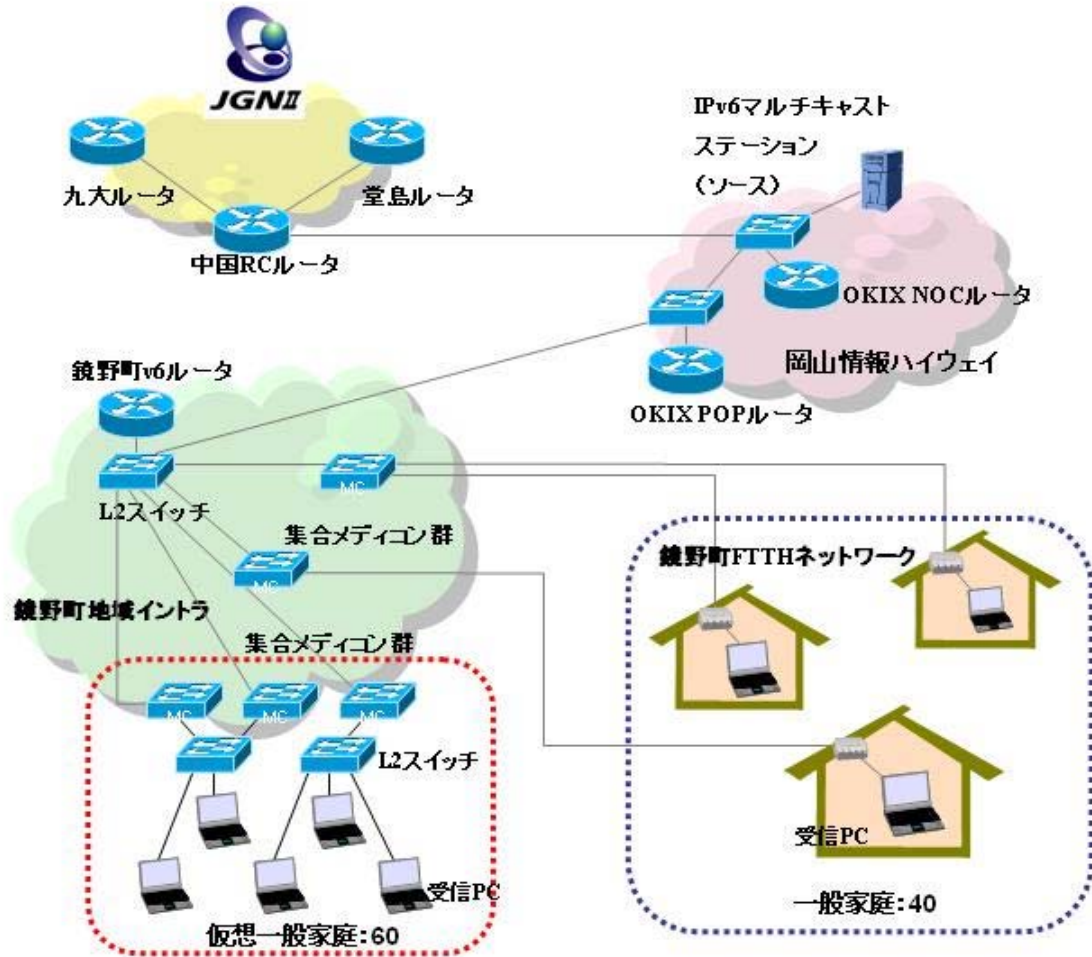 JGNII
九大ルータ
堂島ルータ
中国RCルータ
IPv6マルチキャスト
ステーション
(ソース)
OKIX NOCルータ
岡山情報ハイウェイ
OKIX POPルータ
鏡野町v6ルータ
L2スイッチ
MC
集合メディコン群
MC
鏡野町地域イントラ
集合メディコン群
鏡野町FTTHネットワーク
MC
MC
MC
L2スイッチ
受信PC
仮想一般家庭:60
受信PC
一般家庭:40